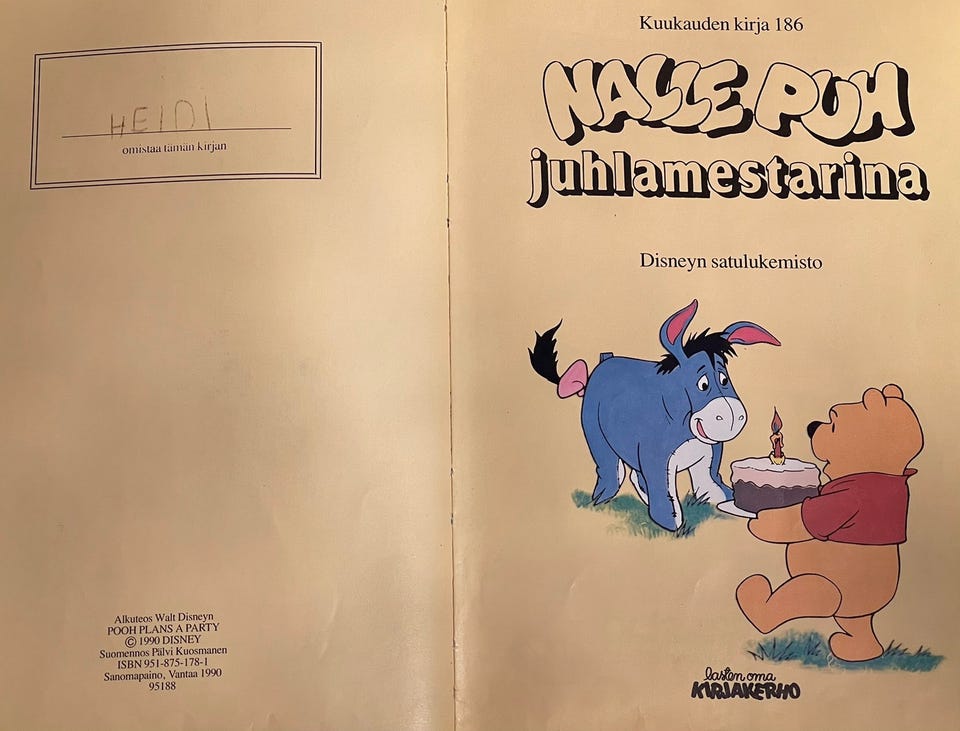 HEIDI
omistaa tämän kirjan
Alkuteos Walt Disneyn
POOH PLANS A PARTY
© 1990 DISNEY
Suomennos Pälvi Kuosmanen
ISBN 951-875-178-1
Sanomapaino, Vantaa 1990
95188
Kuukauden kirja 186
NALLE PUH
juhlamestarina
Disneyn satulukemisto
lasten oma
KIRJAKERHO